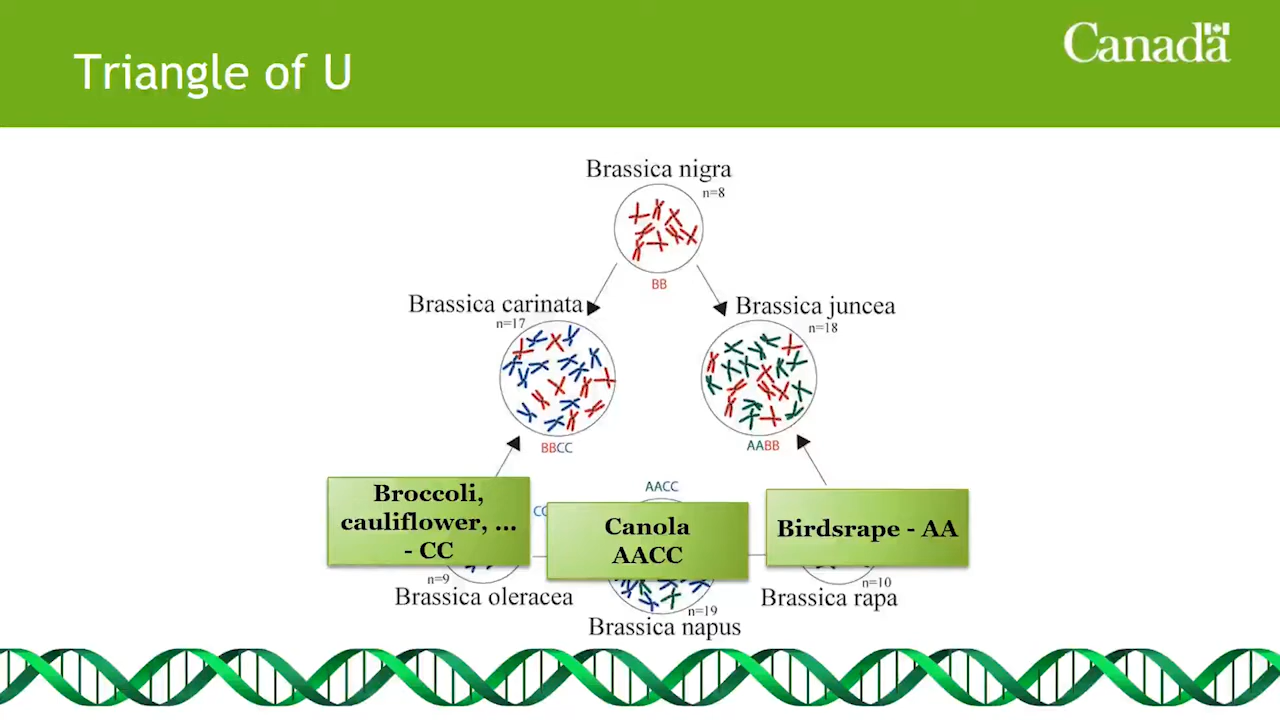 Triangle of U
Canada
Brassica nigra
n=8
BB
Brassica carinata
n=17
Brassica juncea
n=18
BBCC
AABB
AACC
Broccoli,
cauliflower, ...
- CC
Canola
AACC
Birdsrape - AA
n=9
n=10
Brassica oleracea
Brassica rapa
n=19
Brassica napus